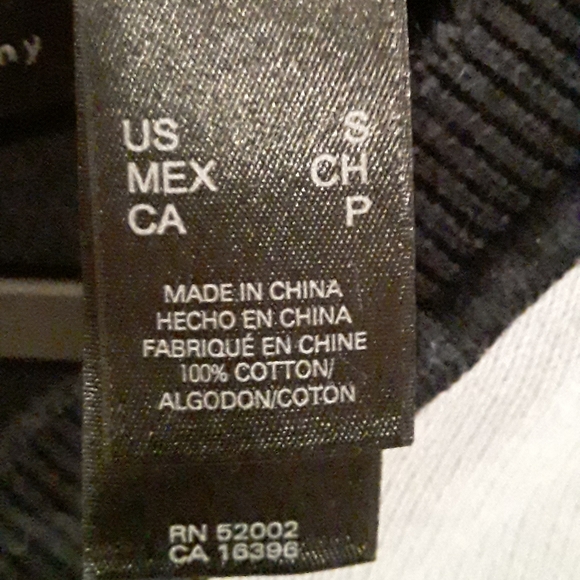 ny
US S
MEX CH
CA P
MADE IN CHINA
HECHO EN CHINA
FABRIQUÉ EN CHINE
100% COTTON/
ALGODON/COTON
RN 52002
CA 16396